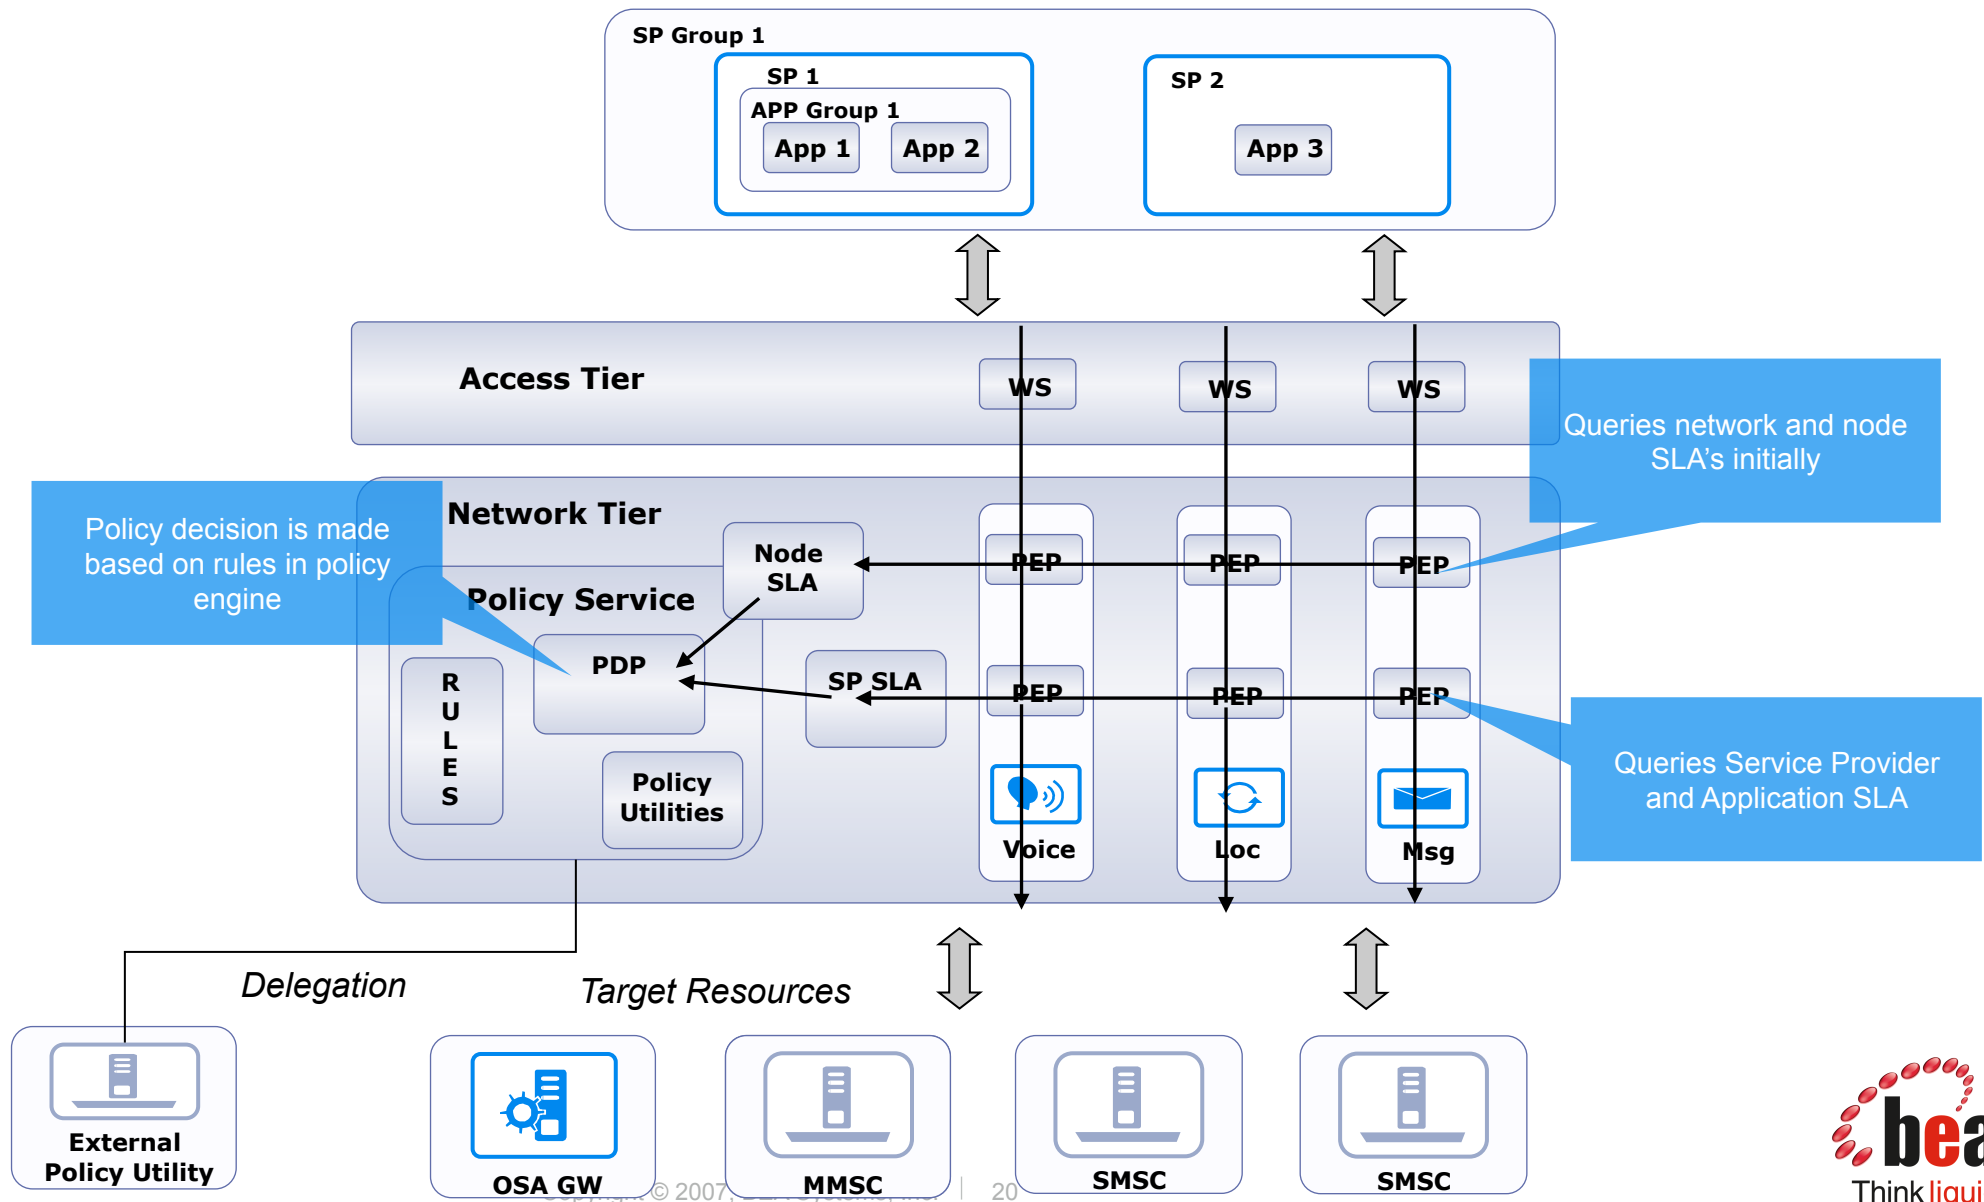 SP Group 1
SP 1
APP Group 1
App 1
App 2
SP 2
App 3
Access Tier
WS
WS
WS
Queries network and node
SLA's initially
Network Tier
Policy decision is made
based on rules in policy
engine
Node
SLA
PEP
PEP
PEP
Policy Service
PDP
SP SLA
PEP
PEP
PEP
R
U
L
E
S
Policy
Utilities
Queries Service Provider
and Application SLA
Voice
Loc
Msg
Delegation
Target Resources
External
Policy Utility
OSA GW
MMSC
SMSC
SMSC
© 2007,
20
bea
Think liqui